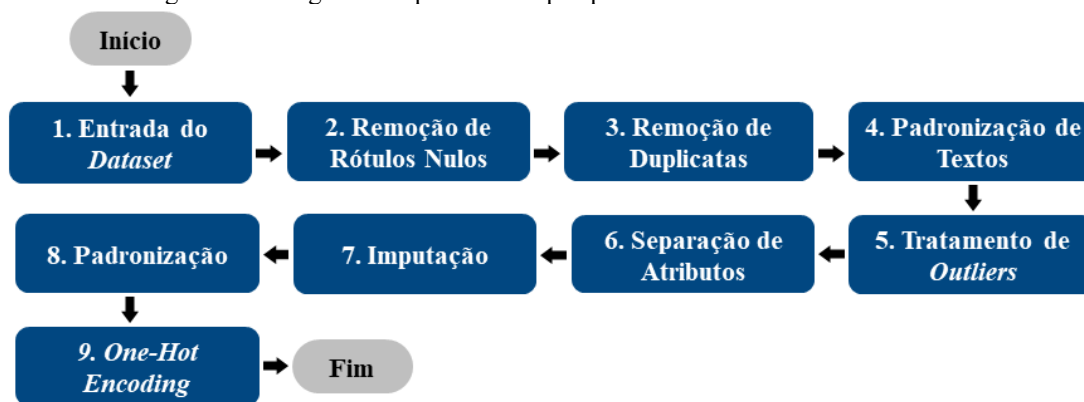 Início
1. Entrada do
Dataset
2. Remoção de
Rótulos Nulos
3. Remoção de
Duplicatas
4. Padronização de
Textos
5. Tratamento de
Outliers
6. Separação de
Atributos
7. Imputação
8. Padronização
9. One-Hot
Encoding
Fim